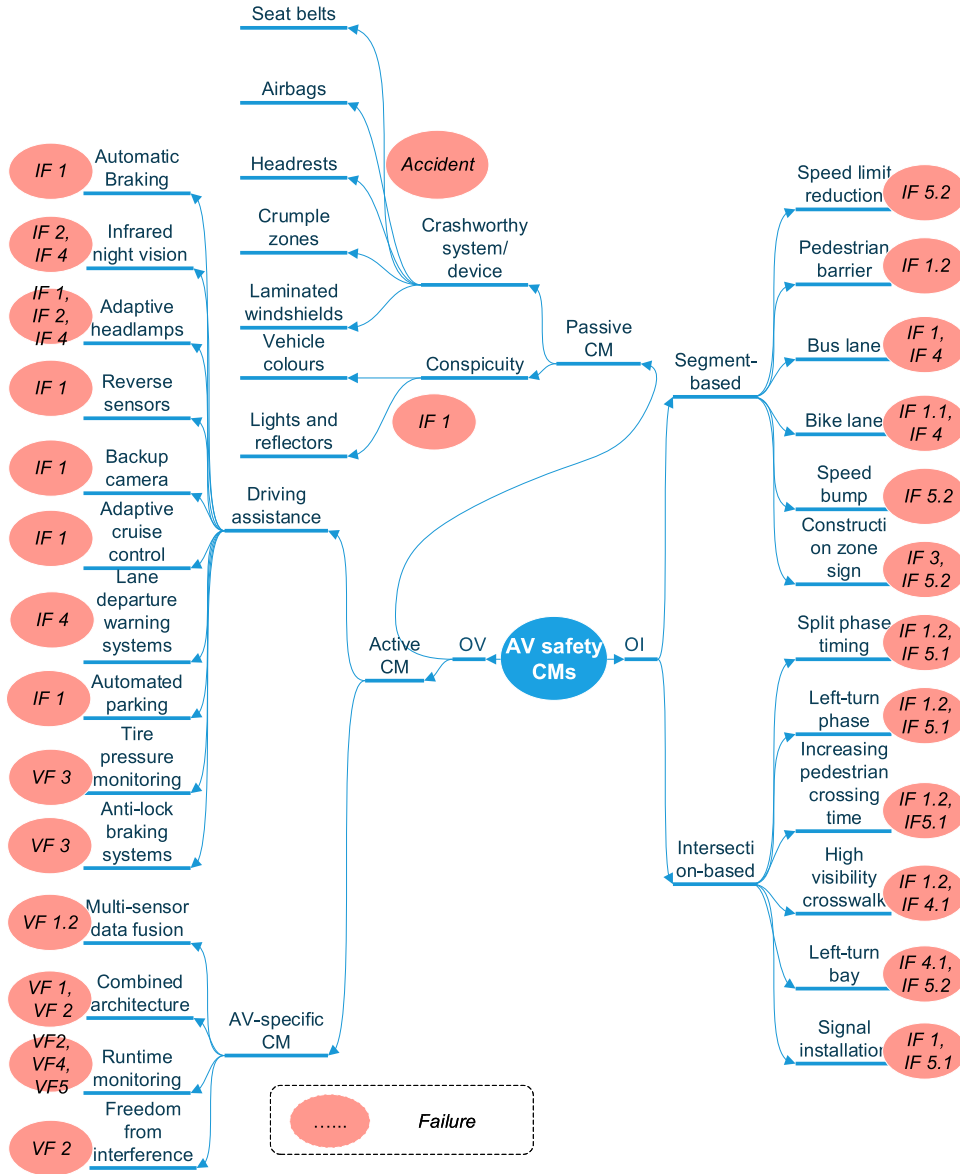 Seat belts
Airbags
Headrests
Crumple
zones
Laminated
windshields
Accident
Crashworthy
system/
device
Vehicle
colours
Lights and
reflectors
Conspicuity
IF 1
Passive
CM
IF 1
Automatic
Braking
IF 2,
IF 4
Infrared
night vision
IF 1,
IF 2,
IF 4
Adaptive
headlamps
IF 1
Reverse
sensors
IF 1
Backup
camera
IF 1
Adaptive
cruise
control
IF 4
Lane
departure
warning
systems
IF 1
Automated
parking
VF 3
Tire
pressure
monitoring
VF 3
Anti-lock
braking
systems
Driving
assistance
VF 1.2
Multi-sensor
data fusion
VF 1,
VF 2
Combined
architecture
VF2,
VF4,
VF5
Runtime
monitoring
VF 2
Freedom
from
interference
AV-specific
CM
Active
CM
OV
AV safety
CMs
OI
Segment-
based
Speed limit
reduction
IF 5.2
Pedestrian
barrier
IF 1.2
Bus lane
IF 1,
IF 4
Bike lane
IF 1.1,
IF 4
Speed
bump
IF 5.2
Constructi
on zone
sign
IF 3,
IF 5.2
Intersecti
on-based
Split phase
timing
IF 1.2,
IF 5.1
Left-turn
phase
IF 1.2,
IF 5.1
Increasing
pedestrian
crossing
time
IF 1.2,
IF5.1
High
visibility
crosswalk
IF 1.2,
IF 4.1
Left-turn
bay
IF 4.1,
IF 5.2
Signal
installation
IF 1,
IF 5.1
...... Failure